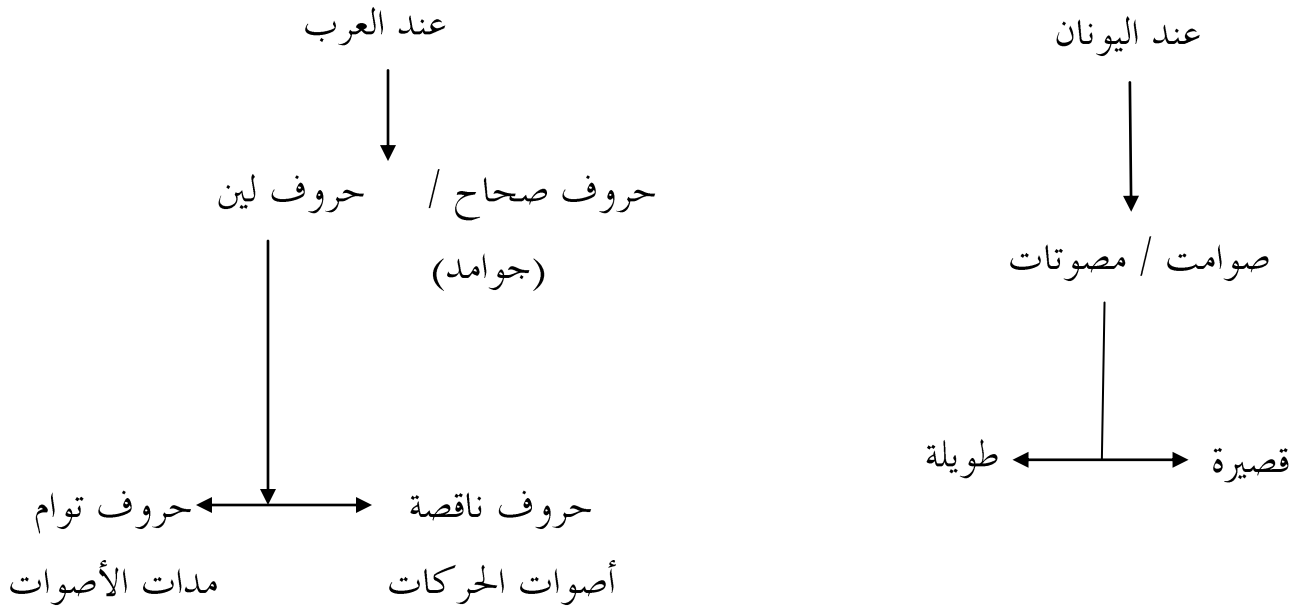 عند اليونان
صوامت / مصوتات
قصيرة
طويلة
عند العرب
حروف صحاح / حروف لين
(جوامد)
حروف ناقصة
حروف توام
أصوات الحركات
مدات الأصوات